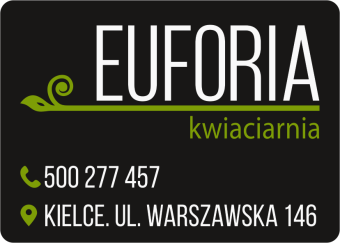 EUFORIA
kwiaciarnia
500 277 457
KIELCE. UL. WARSZAWSKA 146